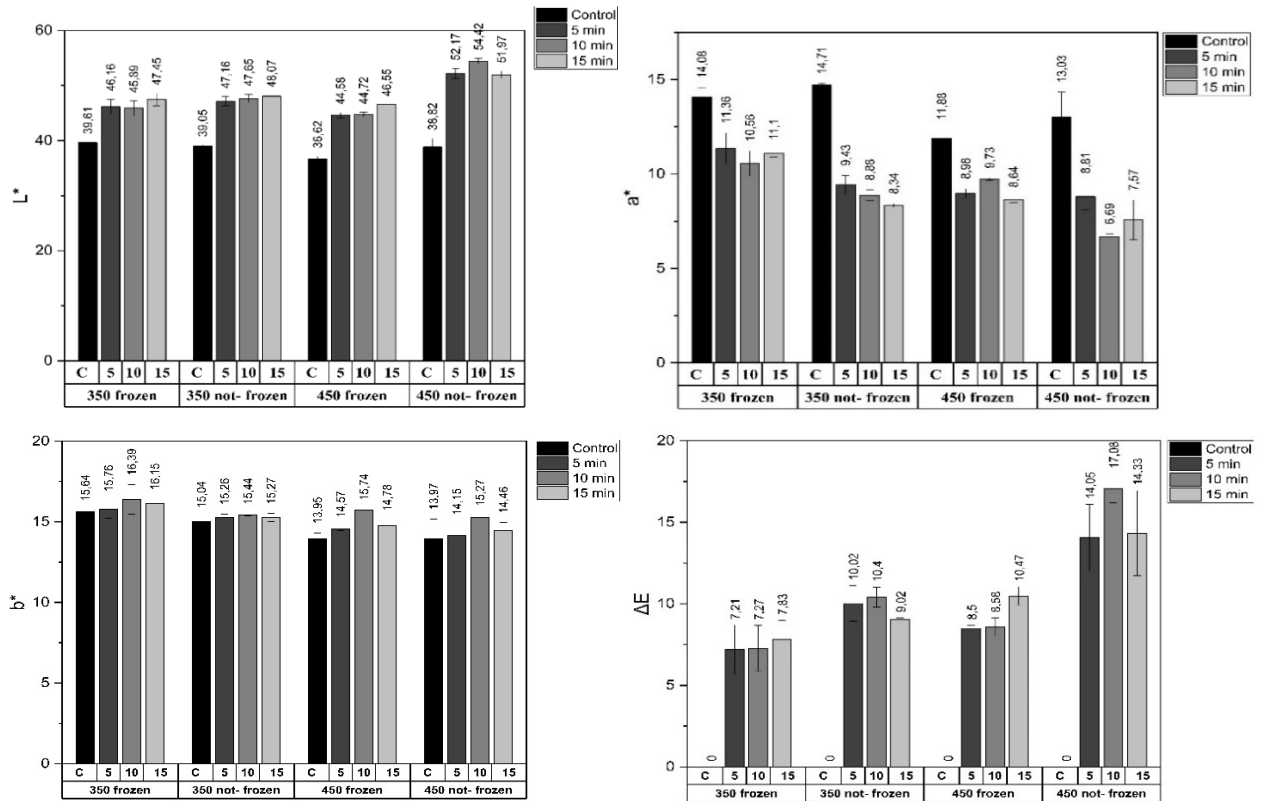 60
40
20
0
L*
39,61
46,16
45,89
47,45
39,05
47,16
47,65
48,07
36,62
44,58
44,72
46,55
38,82
52,17
54,42
51,97
Control
5 min
10 min
15 min
C 5 10 15 C 5 10 15 C 5 10 15 C 5 10 15
350 frozen 350 not- frozen 450 frozen 450 not- frozen
15
10
5
0
a*
14,08
11,36
10,56
11,1
14,71
9,43
8,86
8,34
11,88
8,98
9,73
8,64
13,03
8,81
6,69
7,57
Control
5 min
10 min
15 min
C 5 10 15 C 5 10 15 C 5 10 15 C 5 10 15
350 frozen 350 not- frozen 450 frozen 450 not- frozen
20
15
10
5
0
b*
15,64
15,76
16,39
16,15
15,04
15,26
15,44
15,27
13,95
14,57
15,74
14,78
13,97
14,15
15,27
14,46
Control
5 min
10 min
15 min
C 5 10 15 C 5 10 15 C 5 10 15 C 5 10 15
350 frozen 350 not- frozen 450 frozen 450 not- frozen
20
15
10
5
0
ΔE
0
7,21
7,27
7,83
0
10,02
10,4
9,02
0
8,5
8,58
10,47
0
14,05
17,08
14,33
Control
5 min
10 min
15 min
C 5 10 15 C 5 10 15 C 5 10 15 C 5 10 15
350 frozen 350 not- frozen 450 frozen 450 not- frozen